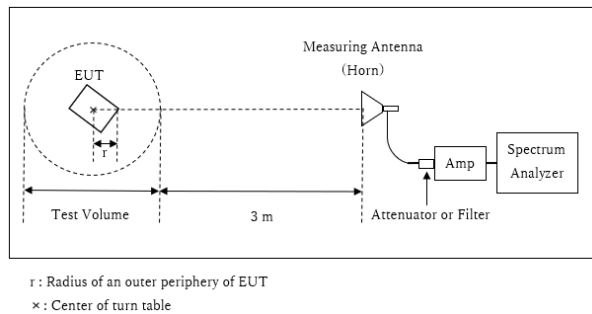 Measuring Antenna
(Horn)
EUT
r
Amp
Spectrum
Analyzer
Test Volume
3 m
Attenuator or Filter
r : Radius of an outer periphery of EUT
× : Center of turn table